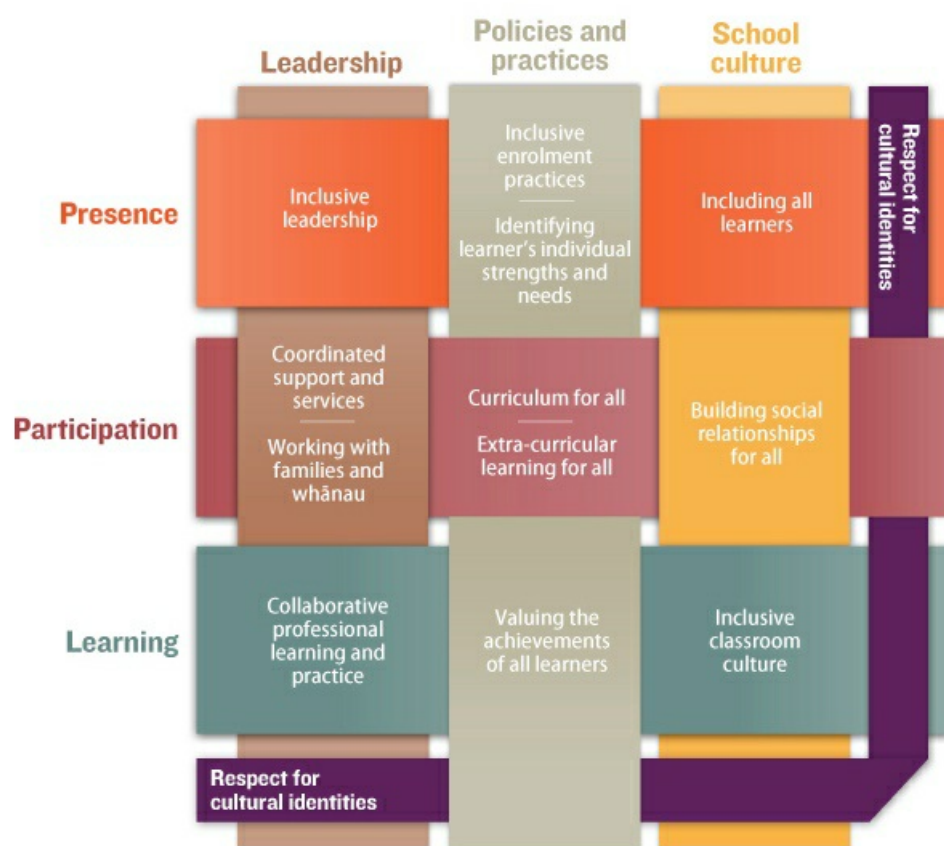 Leadership
Policies and
practices
School
culture
Presence
Inclusive
leadership
Inclusive
enrolment
practices
Identifying
learner's individual
strengths and
needs
Including all
learners
Respect for
cultural identities
Participation
Coordinated
support and
services
Working with
families and
whānau
Curriculum for all
Extra-curricular
learning for all
Building social
relationships
for all
Learning
Collaborative
professional
learning and
practice
Valuing the
achievements
of all learners
Inclusive
classroom
culture
Respect for
cultural identities